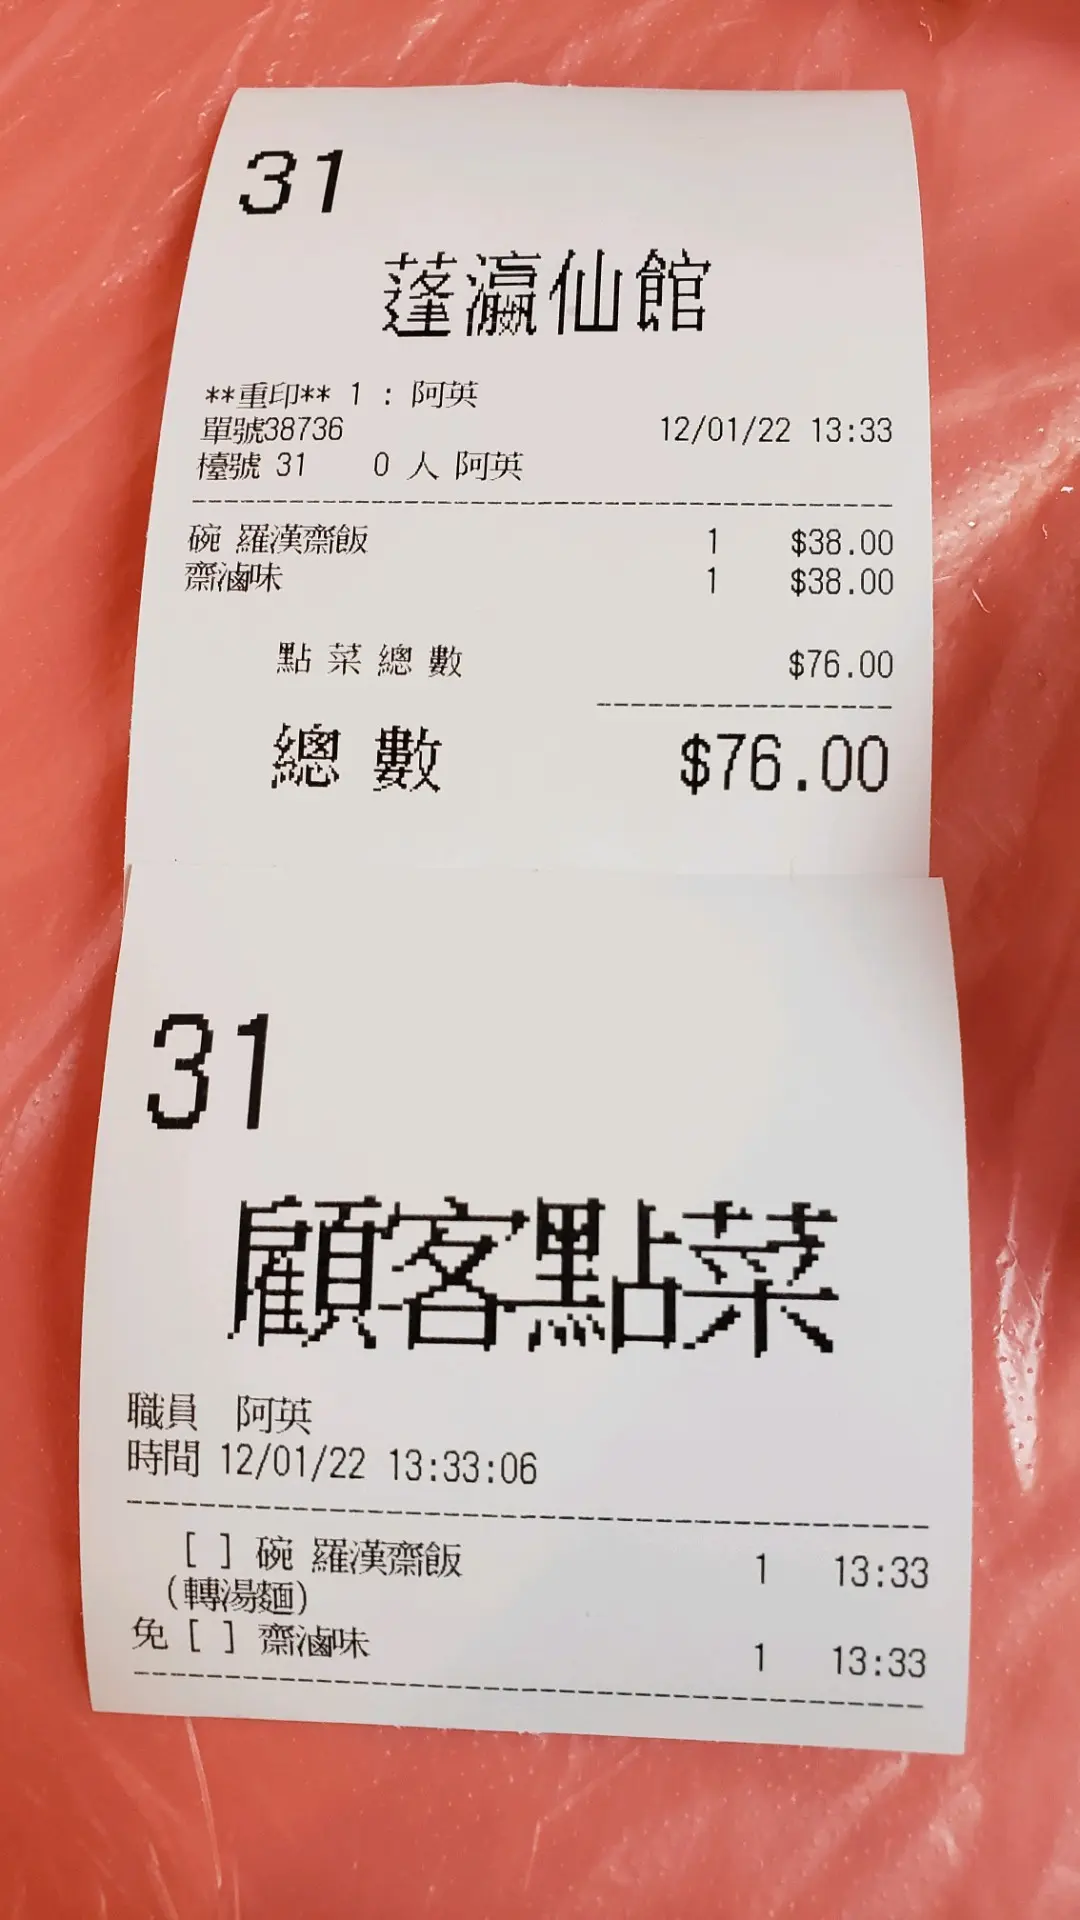 31
蓬瀛仙館
**重印** 1 : 阿英
單號38736 12/01/22 13:33
檯號 31 0 人 阿英
碗 羅漢齋飯 1 $38.00
齋滷味 1 $38.00
點菜總數 $76.00
總數 $76.00
31
顧客點菜
職員 阿英
時間 12/01/22 13:33:06
[ ] 碗 羅漢齋飯 1 13:33
(轉湯麵)
免 [ ] 齋滷味 1 13:33